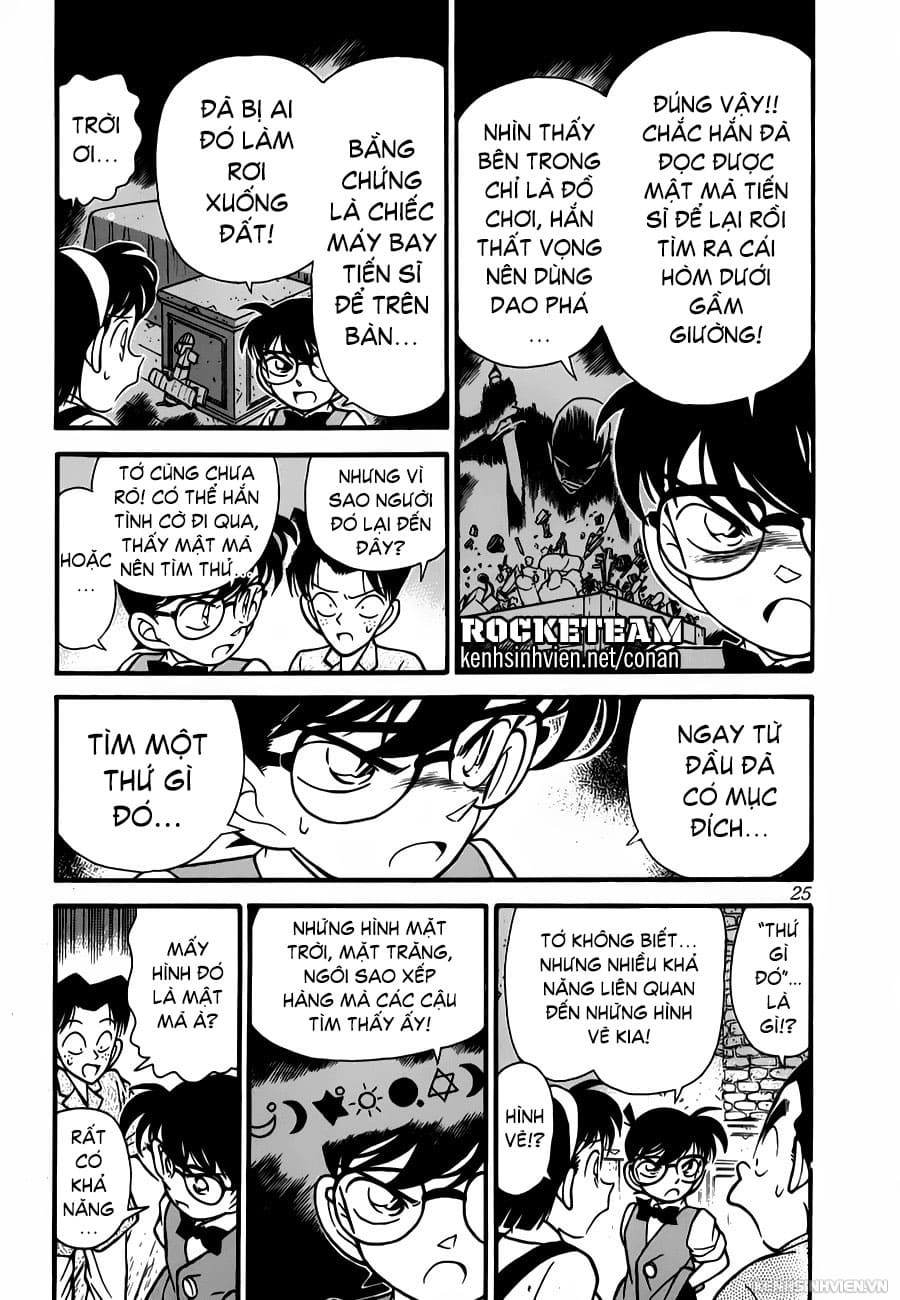 ĐÚNG VẬY!!
CHẮC HẮN ĐÃ
ĐỌC ĐƯỢC
MẬT MÃ TIẾN
SĨ ĐỂ LẠI RỒI
TÌM RA CÁI
HÒM DƯỚI
GẦM
GIƯỜNG!
NHÌN THẤY
BÊN TRONG
CHỈ LÀ ĐỒ
CHƠI, HẮN
THẤT VỌNG
NÊN DÙNG
DAO PHÁ
...
ROCKETEAM
kenhsinhvien.net/conan
BẰNG
CHỨNG
LÀ CHIẾC
MÁY BAY
TIẾN SĨ
ĐỂ TRÊN
BÀN...
ĐÃ BỊ AI
ĐÓ LÀM
RƠI
XUỐNG
ĐẤT!
TRỜI
ƠI...
NHƯNG VÌ
SAO NGƯỜI
ĐÓ LẠI ĐẾN
ĐÂY?
TỚ CŨNG CHƯA
RÕ! CÓ THỂ HẮN
TÌNH CỜ ĐI QUA,
THẤY MẬT MÃ
NÊN TÌM THỨ...
HOẶC
...
NGAY TỪ
ĐẦU ĐÃ
CÓ MỤC
ĐÍCH...
TÌM MỘT
THỨ GÌ
ĐÓ...
25
"THỨ
GÌ
ĐÓ"...
LÀ
GÌ!?
TỚ KHÔNG BIẾT...
NHƯNG NHIỀU KHẢ
NĂNG LIÊN QUAN
ĐẾN NHỮNG HÌNH
VẼ KIA!
HÌNH
VẼ!?
NHỮNG HÌNH MẶT
TRỜI, MẶT TRĂNG,
NGÔI SAO XẾP
HÀNG MÀ CÁC CẬU
TÌM THẤY ẤY!
MẤY
HÌNH ĐÓ
LÀ MẬT
MÃ À?
RẤT
CÓ
KHẢ
NĂNG
...
KENHSINHVIEN.VN